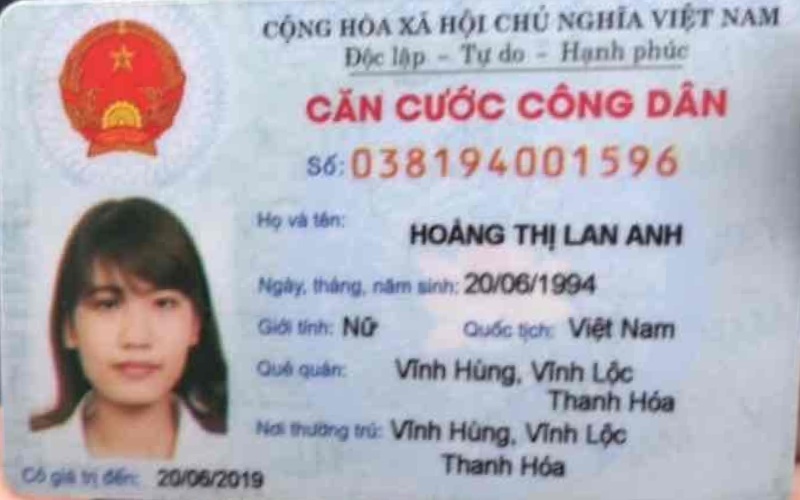 CỘNG HÒA XÃ HỘI CHỦ NGHĨA VIỆT NAM
Độc lập - Tự do - Hạnh phúc
CĂN CƯỚC CÔNG DÂN
Số: 038194001596
Họ và tên: HOÀNG THỊ LAN ANH
Ngày, tháng, năm sinh: 20/06/1994
Giới tính: Nữ Quốc tịch: Việt Nam
Quê quán: Vĩnh Hùng, Vĩnh Lộc
Thanh Hóa
Nơi thường trú: Vĩnh Hùng, Vĩnh Lộc
Thanh Hóa
Có giá trị đến: 20/06/2019